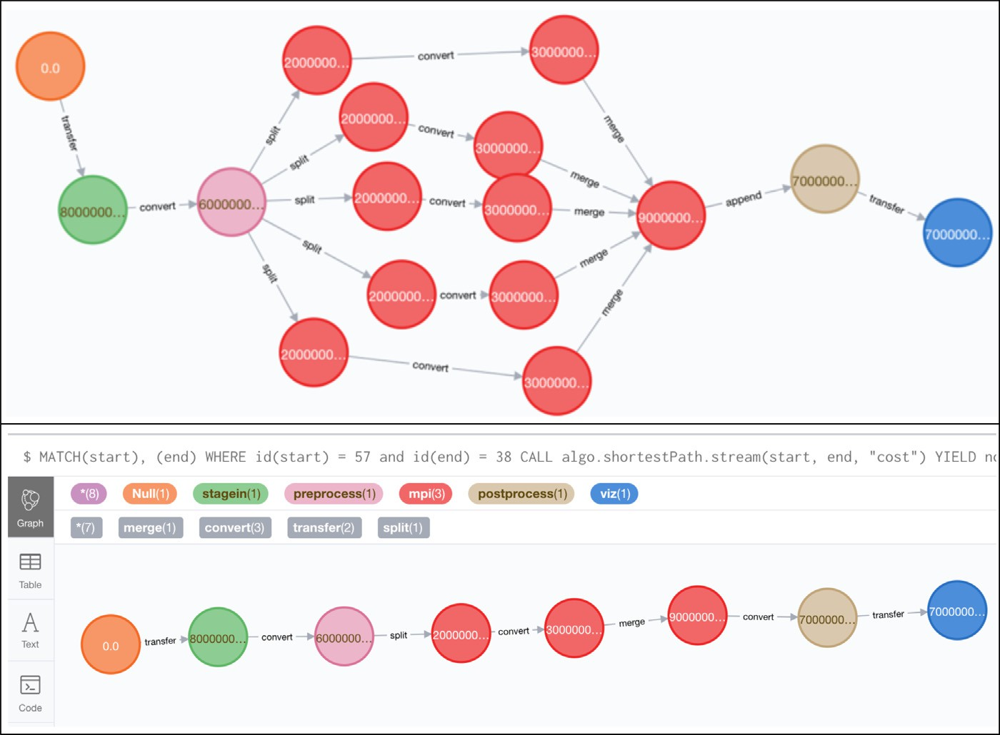 0.0
transfer
8000000...
convert
6000000...
split
split
split
split
split
2000000...
2000000...
2000000...
2000000...
2000000...
convert
convert
convert
convert
convert
3000000...
3000000...
3000000...
3000000...
3000000...
merge
merge
merge
merge
merge
9000000...
append
7000000...
transfer
7000000...
$ MATCH(start), (end) WHERE id(start) = 57 and id(end) = 38 CALL algo.shortestPath.stream(start, end, "cost") YIELD no
*(8) Null(1) stagein(1) preprocess(1) mpi(3) postprocess(1) viz(1)
*(7) merge(1) convert(3) transfer(2) split(1)
Graph
Table
Text
Code
0.0 transfer 8000000... convert 6000000... split 2000000... convert 3000000... merge 9000000... convert 7000000... transfer 7000000...